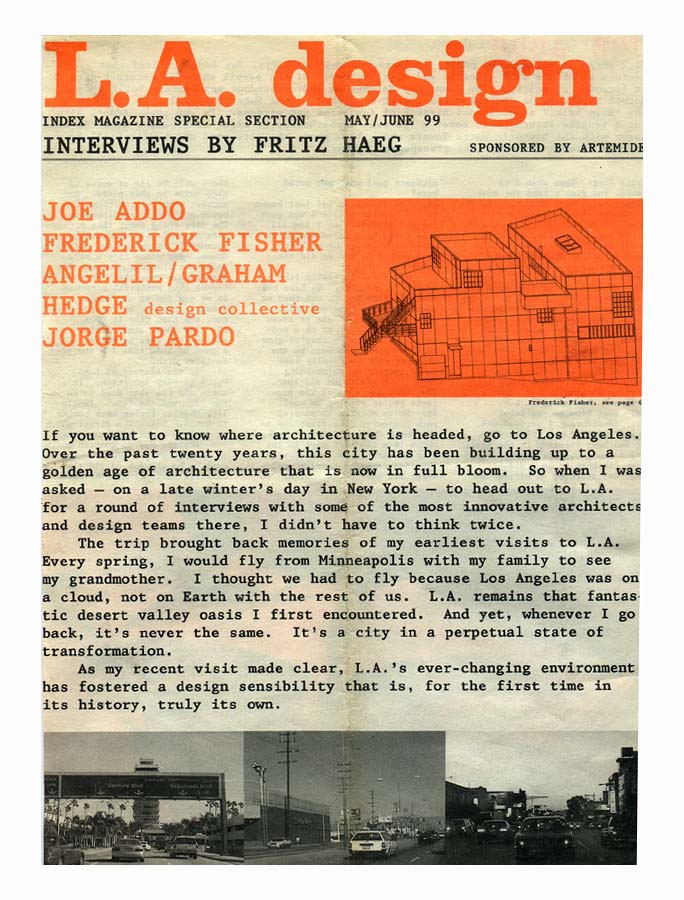 L.A. design
INDEX MAGAZINE SPECIAL SECTION MAY/JUNE 99
INTERVIEWS BY FRITZ HAEG SPONSORED BY ARTEMIDE
JOE ADDO
FREDERICK FISHER
ANGELIL/GRAHAM
HEDGE design collective
JORGE PARDO
Frederick Fisher, see page
If you want to know where architecture is headed, go to Los Angeles.
Over the past twenty years, this city has been building up to a
golden age of architecture that is now in full bloom. So when I was
asked — on a late winter's day in New York — to head out to L.A.
for a round of interviews with some of the most innovative architects
and design teams there, I didn't have to think twice.
The trip brought back memories of my earliest visits to L.A.
Every spring, I would fly from Minneapolis with my family to see
my grandmother. I thought we had to fly because Los Angeles was on
a cloud, not on Earth with the rest of us. L.A. remains that fantas-
tic desert valley oasis I first encountered. And yet, whenever I go
back, it's never the same. It's a city in a perpetual state of
transformation.
As my recent visit made clear, L.A.'s ever-changing environment
has fostered a design sensibility that is, for the first time in
its history, truly its own.
Century Blvd